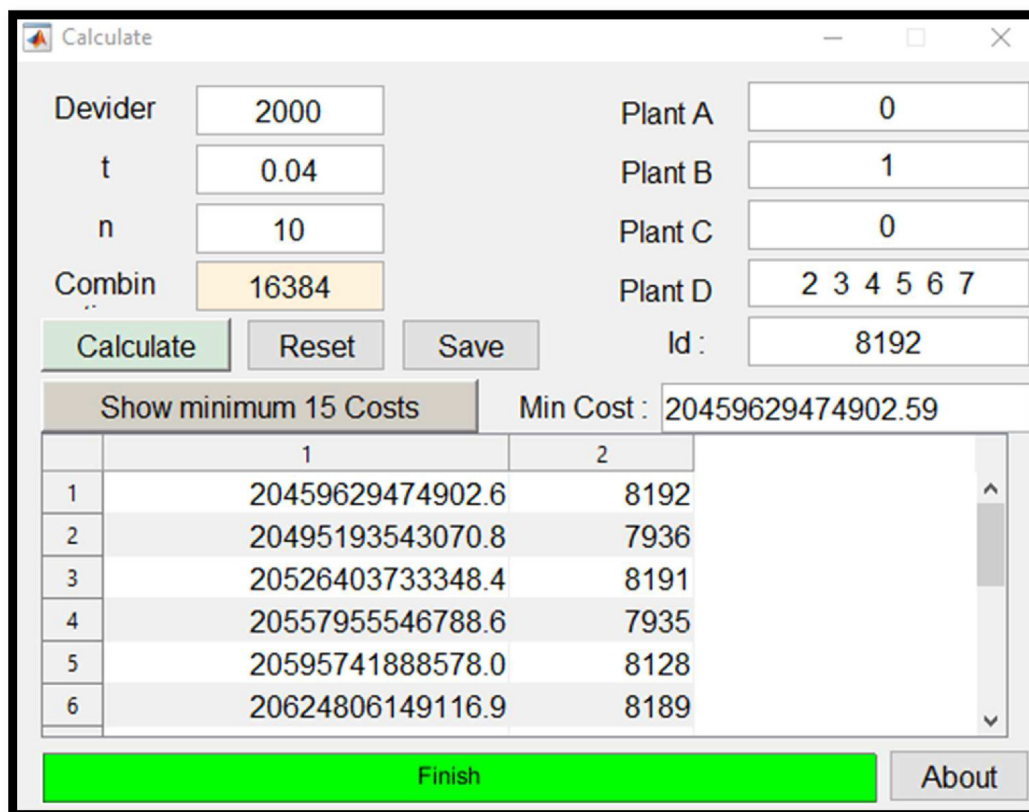 Calculate
Devider 2000 Plant A 0
t 0.04 Plant B 1
n 10 Plant C 0
Combin 16384 Plant D 2 3 4 5 6 7
Calculate Reset Save Id : 8192
Show minimum 15 Costs Min Cost : 20459629474902.59
1 2
1 20459629474902.6 8192
2 20495193543070.8 7936
3 20526403733348.4 8191
4 20557955546788.6 7935
5 20595741888578.0 8128
6 20624806149116.9 8189
Finish About